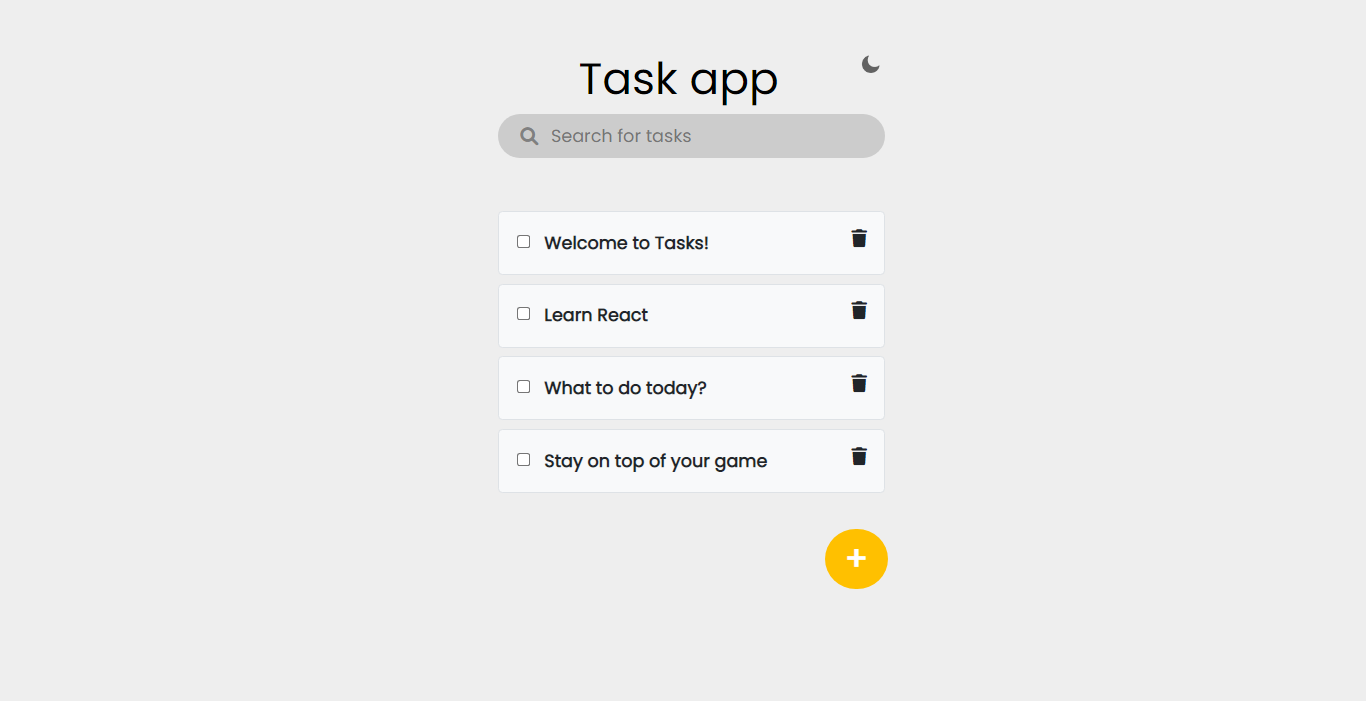 Task app
Search for tasks
Welcome to Tasks!
Learn React
What to do today?
Stay on top of your game